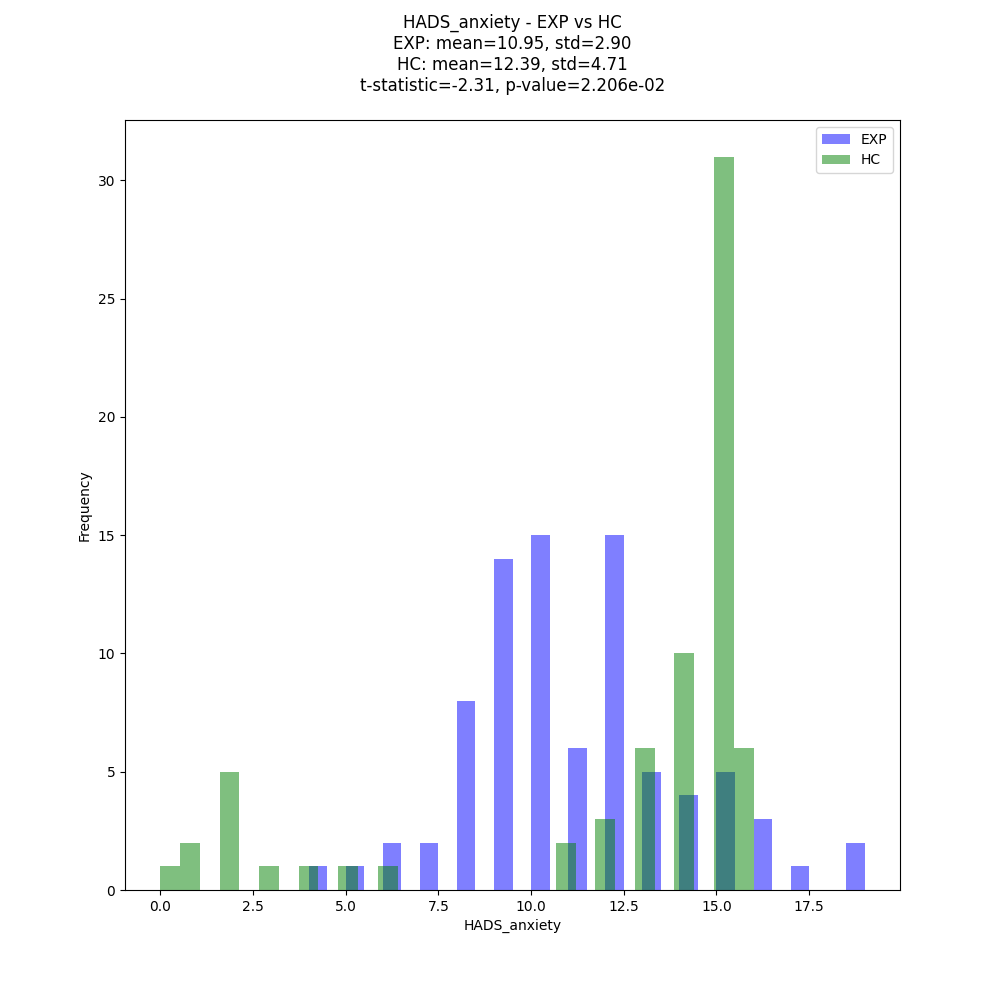 HADS_anxiety - EXP vs HC
EXP: mean=10.95, std=2.90
HC: mean=12.39, std=4.71
t-statistic=-2.31, p-value=2.206e-02
EXP
HC
30
25
20
15
10
5
0
Frequency
0.0 2.5 5.0 7.5 10.0 12.5 15.0 17.5
HADS_anxiety